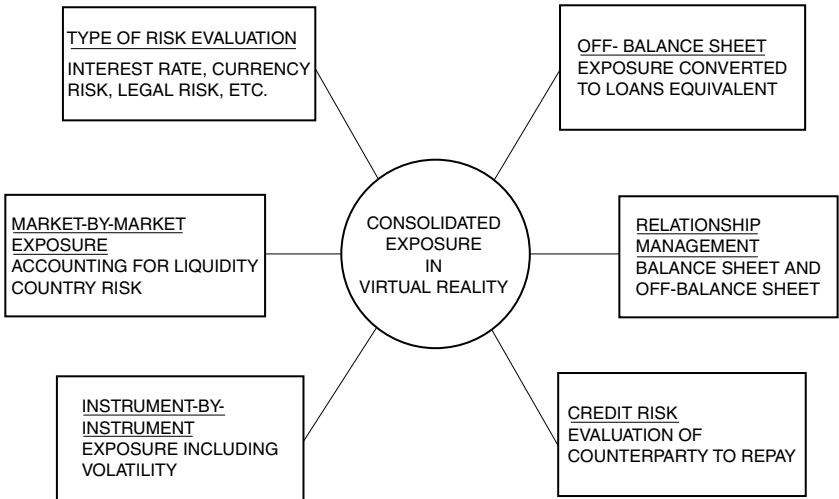 TYPE OF RISK EVALUATION
INTEREST RATE, CURRENCY
RISK, LEGAL RISK, ETC.
OFF- BALANCE SHEET
EXPOSURE CONVERTED
TO LOANS EQUIVALENT
MARKET-BY-MARKET
EXPOSURE
ACCOUNTING FOR LIQUIDITY
COUNTRY RISK
CONSOLIDATED
EXPOSURE
IN
VIRTUAL REALITY
RELATIONSHIP
MANAGEMENT
BALANCE SHEET AND
OFF-BALANCE SHEET
INSTRUMENT-BY-
INSTRUMENT
EXPOSURE INCLUDING
VOLATILITY
CREDIT RISK
EVALUATION OF
COUNTERPARTY TO REPAY